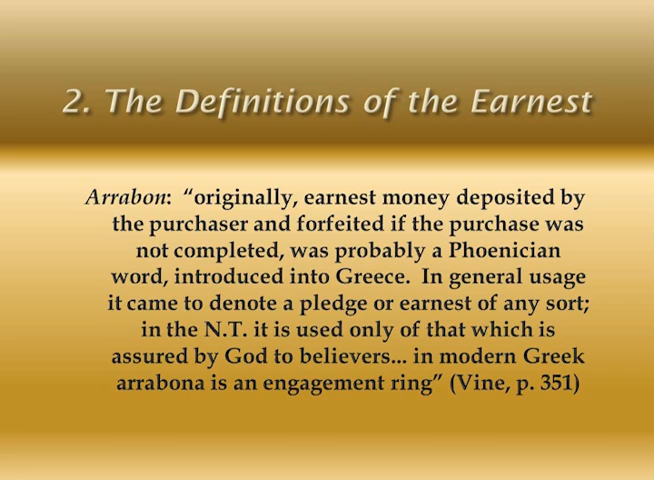 2. The Definitions of the Earnest
Arrabon:  “originally, earnest money deposited by
the purchaser and forfeited if the purchase was
not completed, was probably a Phoenician
word, introduced into Greece.  In general usage
it came to denote a pledge or earnest of any sort;
in the N.T. it is used only of that which is
assured by God to believers... in modern Greek
arrabona is an engagement ring” (Vine, p. 351)